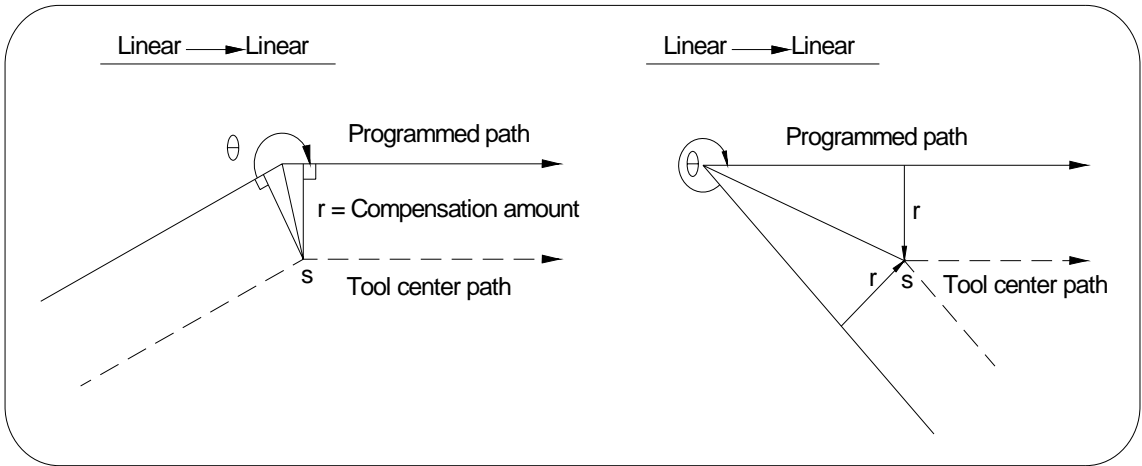 Linear → Linear
θ
Programmed path
r = Compensation amount
s
Tool center path
Linear → Linear
θ
Programmed path
r
r
s
Tool center path